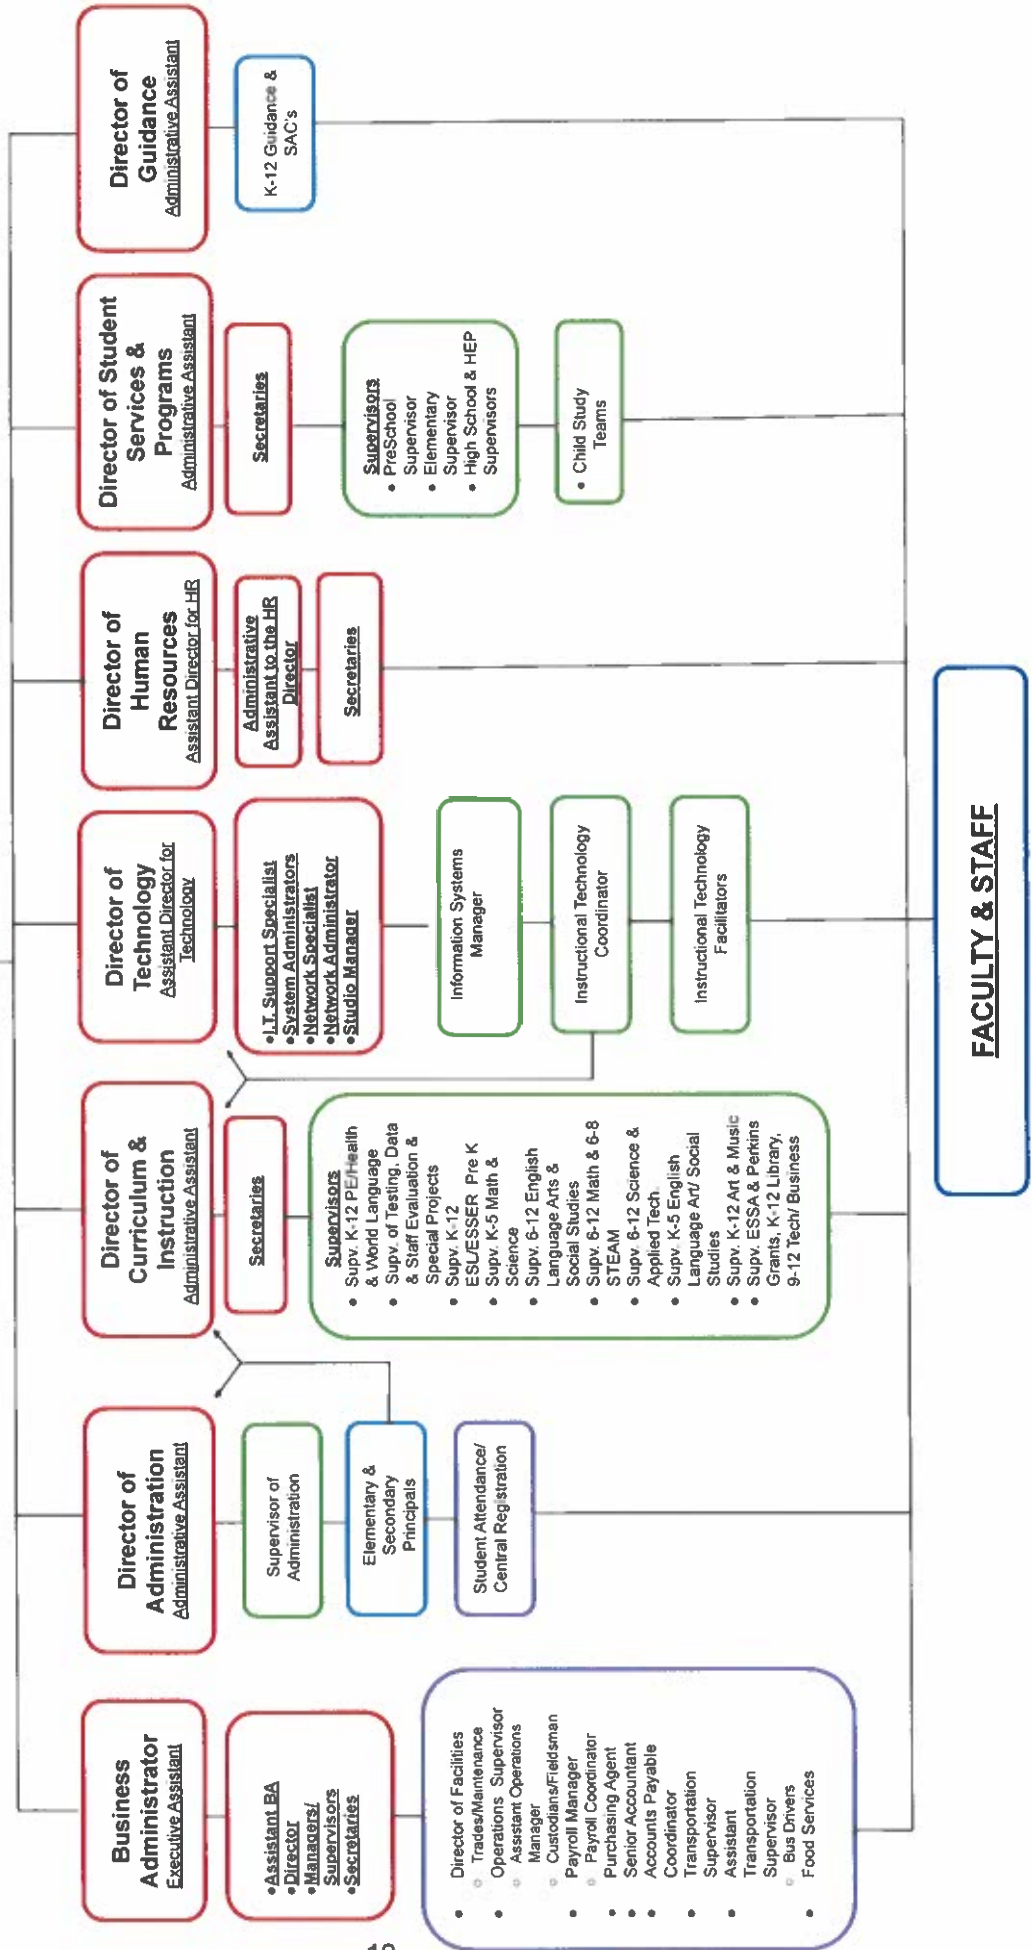 Business
Administrator
Executive Assistant
•Assistant BA
•Director
•Managers/
Supervisors
•Secretaries
• Director of Facilities
○ Trades/Maintenance
• Operations Supervisor
○ Assistant Operations
Manager
○ Custodians/Fieldsman
• Payroll Manager
○ Payroll Coordinator
• Purchasing Agent
• Senior Accountant
• Accounts Payable
Coordinator
• Transportation
Supervisor
• Assistant
Transportation
Supervisor
○ Bus Drivers
• Food Services
Director of
Administration
Administrative Assistant
Supervisor of
Administration
Elementary &
Secondary
Principals
Student Attendance/
Central Registration
Director of
Curriculum &
Instruction
Administrative Assistant
Secretaries
Supervisors
• Supv. K-12 PE/Health
& World Language
• Supv. of Testing, Data
& Staff Evaluation &
Special Projects
• Supv. K-12
ESL/ESSER Pre K
• Supv. K-5 Math &
Science
• Supv. 6-12 English
Language Arts &
Social Studies
• Supv. 6-12 Math & 6-8
STEAM
• Supv. 6-12 Science &
Applied Tech.
• Supv. K-5 English
Language Art/ Social
Studies
• Supv. K-12 Art & Music
• Supv. ESSA & Perkins
Grants, K-12 Library,
9-12 Tech/ Business
Director of
Technology
Assistant Director for
Technology
•I.T. Support Specialist
•System Administrators
•Network Specialist
•Network Administrator
•Studio Manager
Information Systems
Manager
Instructional Technology
Coordinator
Instructional Technology
Facilitators
Director of
Human
Resources
Assistant Director for HR
Administrative
Assistant to the HR
Director
Secretaries
Director of Student
Services &
Programs
Administrative Assistant
Secretaries
Supervisors
• PreSchool
Supervisor
• Elementary
Supervisor
• High School & HEP
Supervisors
• Child Study
Teams
Director of
Guidance
Administrative Assistant
K-12 Guidance &
SAC's
FACULTY & STAFF